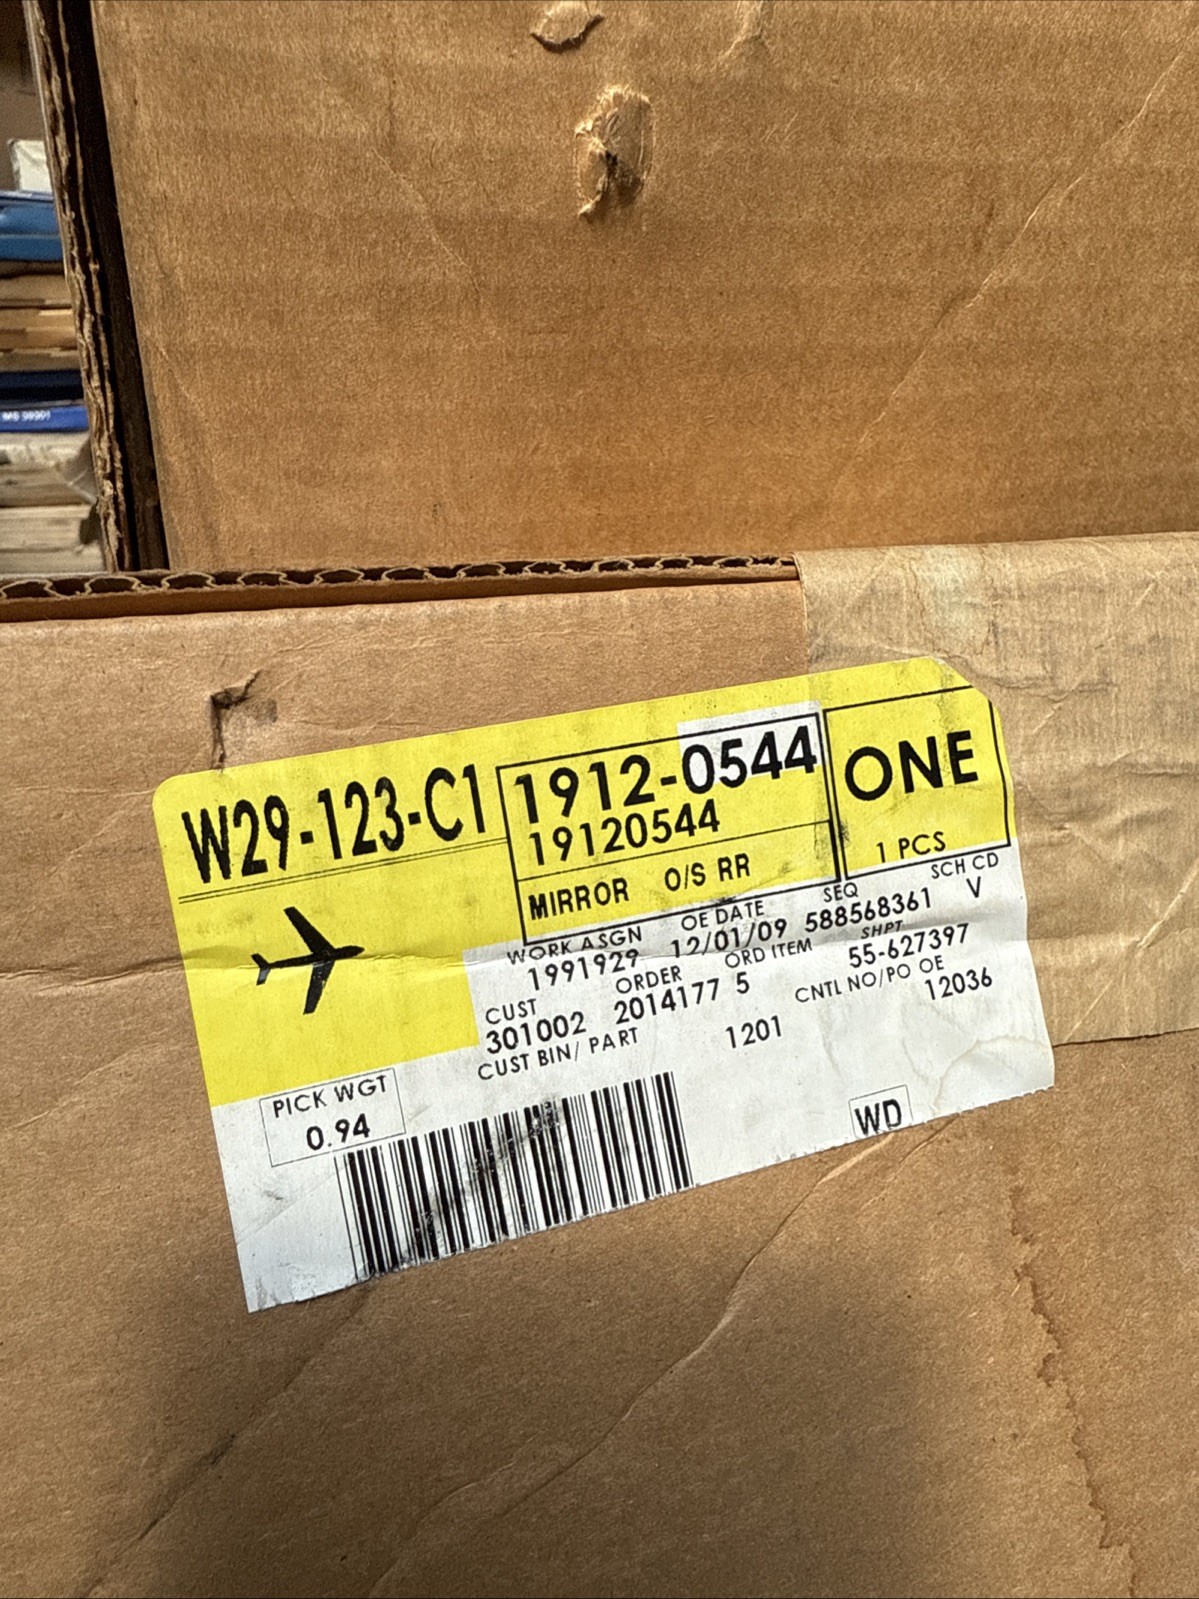 W29-123-C1
1912-0544
19120544
MIRROR O/S RR
ONE
1 PCS
WORK ASGN OE DATE SEQ SCH CD
1991929 12/01/09 588568361 V
CUST ORDER ORD ITEM SHPT
301002 2014177 5 55-627397
CUST BIN/ PART CNTL NO/PO OE
1201 12036
PICK WGT
0.94
WD